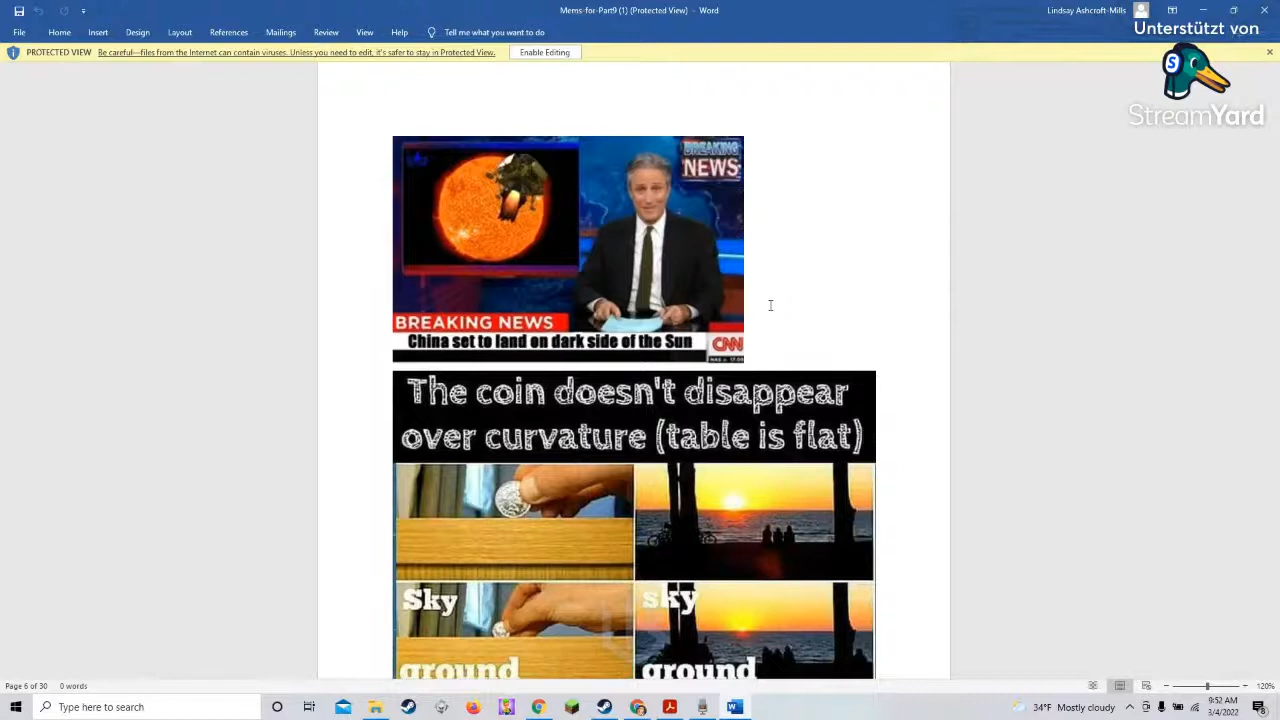 Mems-for-Part9 (1) (Protected View) - Word
Lindsay Ashcroft-Mills
Unterstützt von
StreamYard
File Home Insert Design Layout References Mailings Review View Help Tell me what you want to do
PROTECTED VIEW Be careful—files from the Internet can contain viruses. Unless you need to edit, it's safer to stay in Protected View. Enable Editing
BREAKING
NEWS
BREAKING NEWS
China set to land on dark side of the Sun
CNN
The coin doesn't disappear
over curvature (table is flat)
Sky sky
ground ground
Page 6 of 30 0 words
120%
Type here to search
34°F Mostly cloudy
9:52 AM
3/4/2022